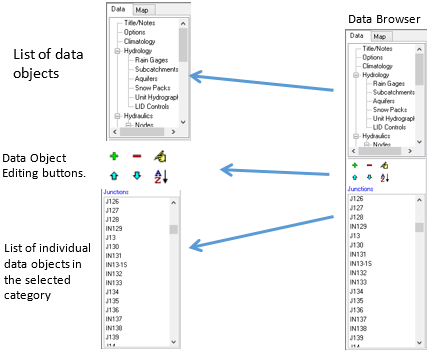 Data Map
List of data
objects
Title/Notes
Options
Climatology
Hydrology
Rain Gages
Subcatchments
Aquifers
Snow Packs
Unit Hydrograph
LID Controls
Hydraulics
Nodes
Data Object
Editing buttons.
Junctions
J126
J127
J128
IN129
J13
J130
IN131
IN13-1S
IN132
IN133
J134
J135
J136
IN137
IN138
J139
J14
List of individual
data objects in
the selected
category
Data Browser
Data Map
Title/Notes
Options
Climatology
Hydrology
Rain Gages
Subcatchments
Aquifers
Snow Packs
Unit Hydrograph
LID Controls
Hydraulics
Nodes
Junctions
J126
J127
J128
IN129
J13
J130
IN131
IN13-1S
IN132
IN133
J134
J135
J136
IN137
IN138
J139
J14